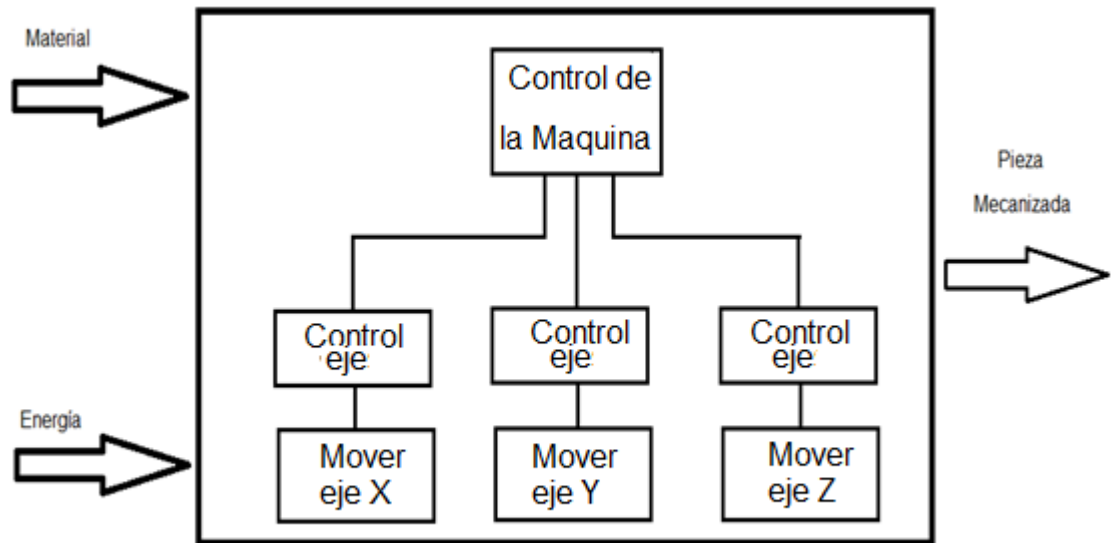 Material
Control de
la Maquina
Pieza
Mecanizada
Control
eje
Control
eje
Control
eje
Energía
Mover
eje X
Mover
eje Y
Mover
eje Z